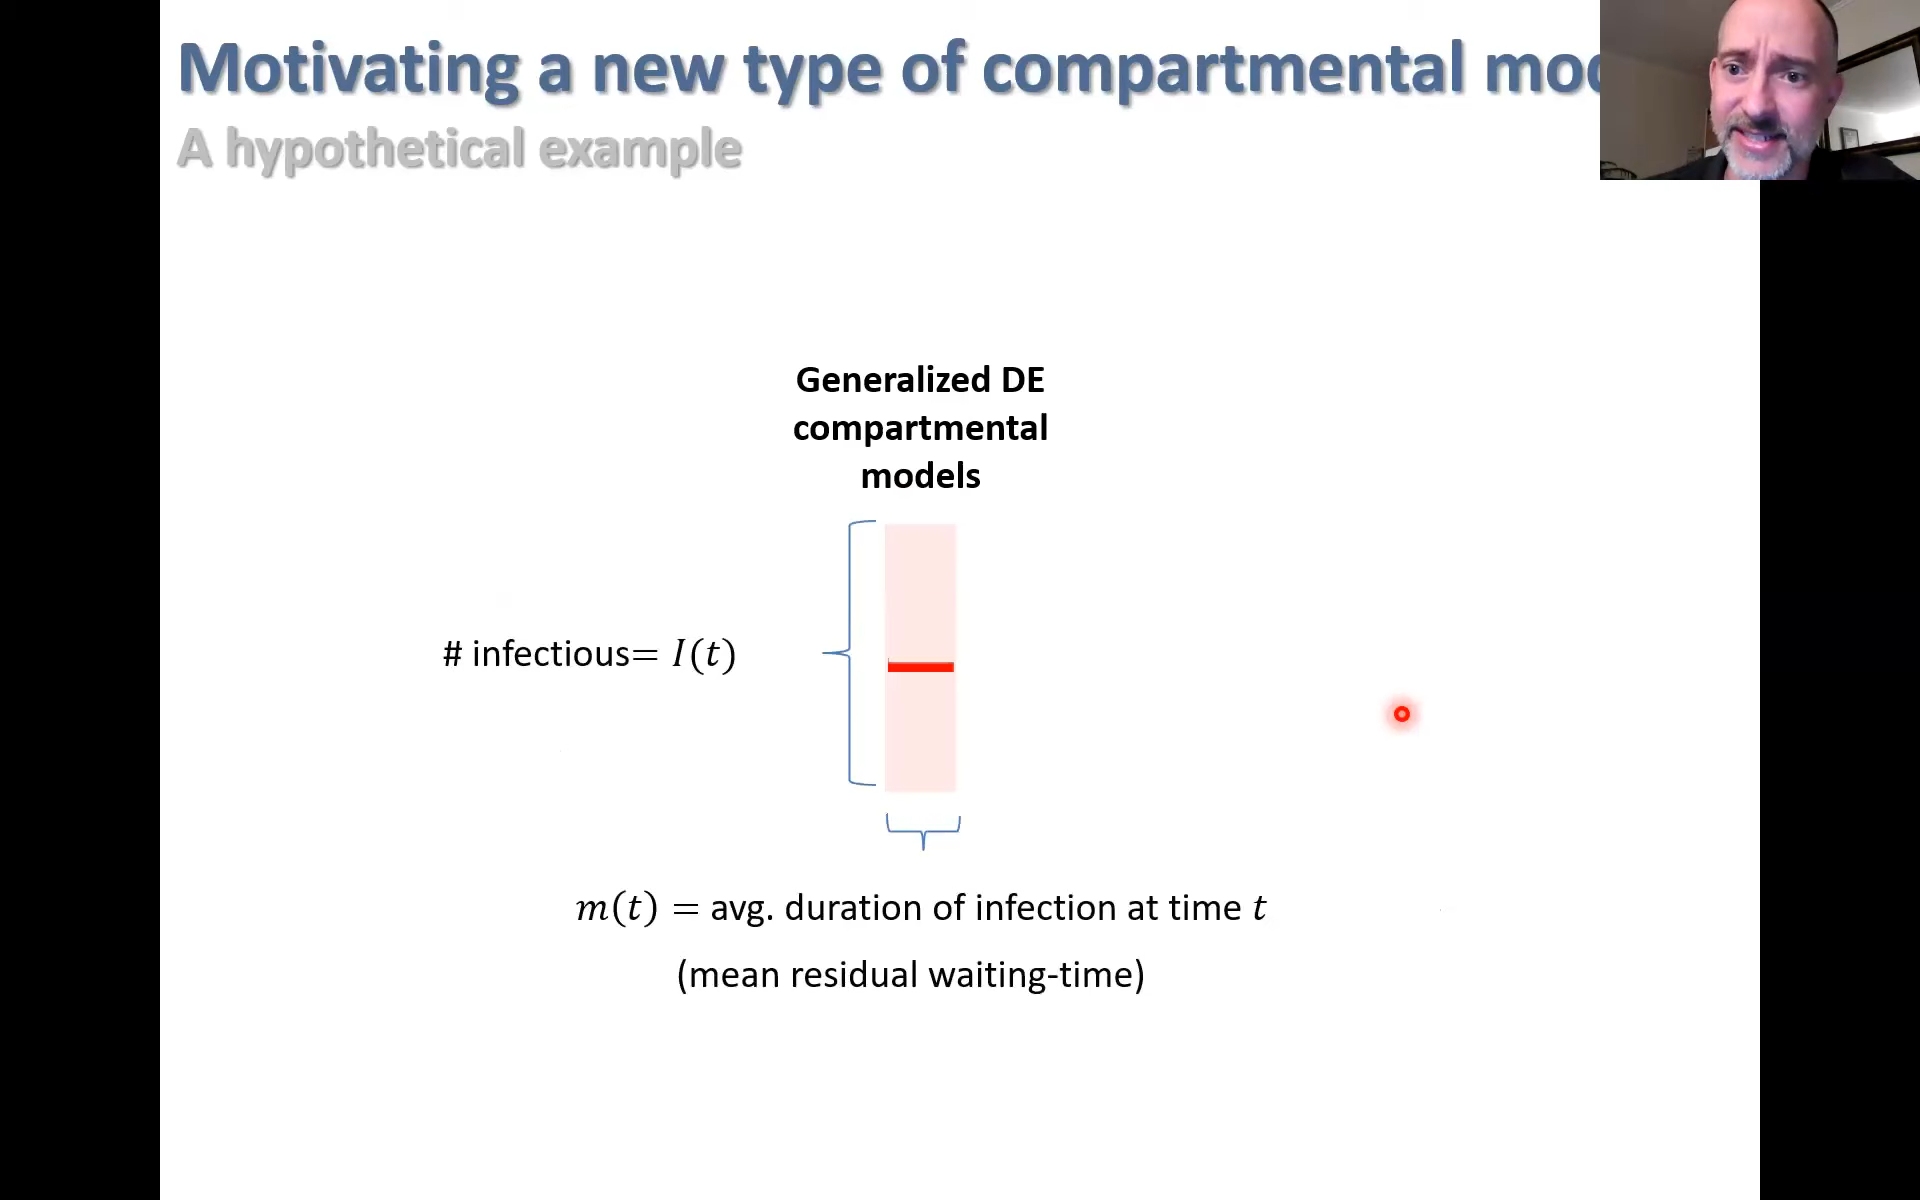 Motivating a new type of compartmental
A hypothetical example
Generalized DE
compartmental
models
# infectious= I(t)
m(t) = avg. duration of infection at time t
(mean residual waiting-time)